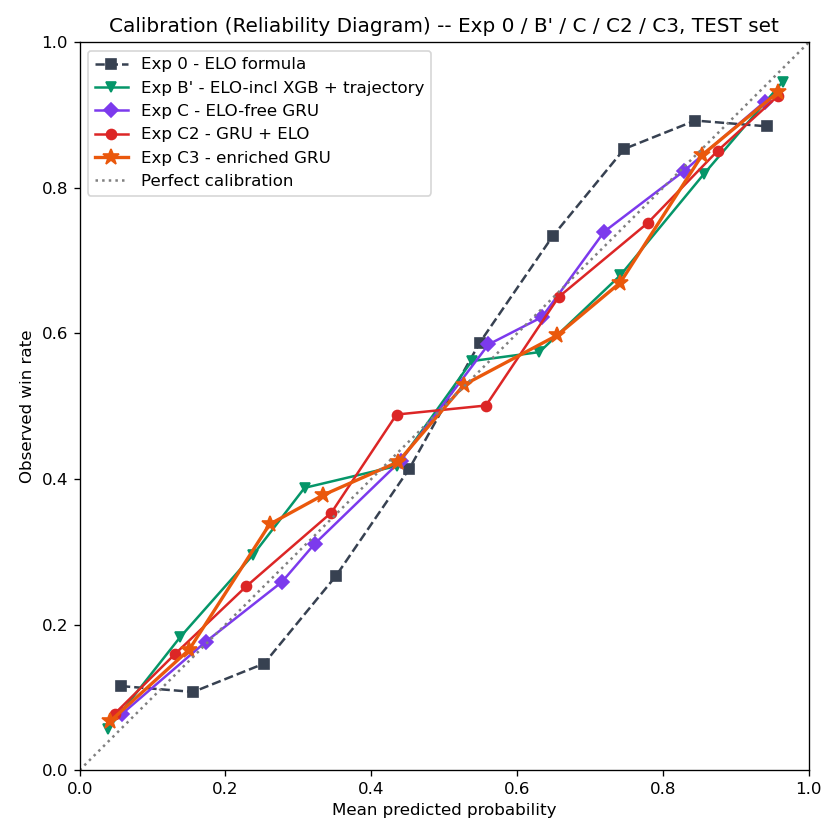 Calibration (Reliability Diagram) -- Exp 0 / B' / C / C2 / C3, TEST set
Exp 0 - ELO formula
Exp B' - ELO-incl XGB + trajectory
Exp C - ELO-free GRU
Exp C2 - GRU + ELO
Exp C3 - enriched GRU
Perfect calibration
Observed win rate
1.0
0.8
0.6
0.4
0.2
0.0
0.0 0.2 0.4 0.6 0.8 1.0
Mean predicted probability